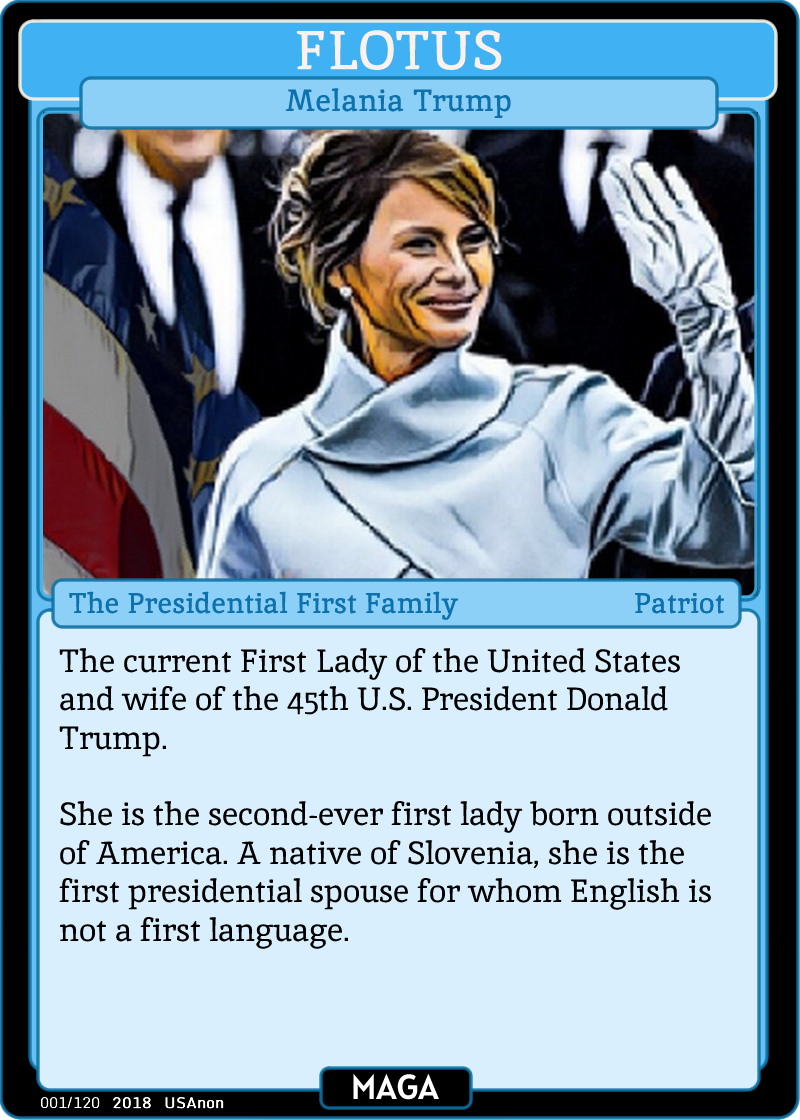 FLOTUS
Melania Trump
The Presidential First Family Patriot
The current First Lady of the United States
and wife of the 45th U.S. President Donald
Trump.
She is the second-ever first lady born outside
of America. A native of Slovenia, she is the
first presidential spouse for whom English is
not a first language.
MAGA
001/120 2018 USAnon